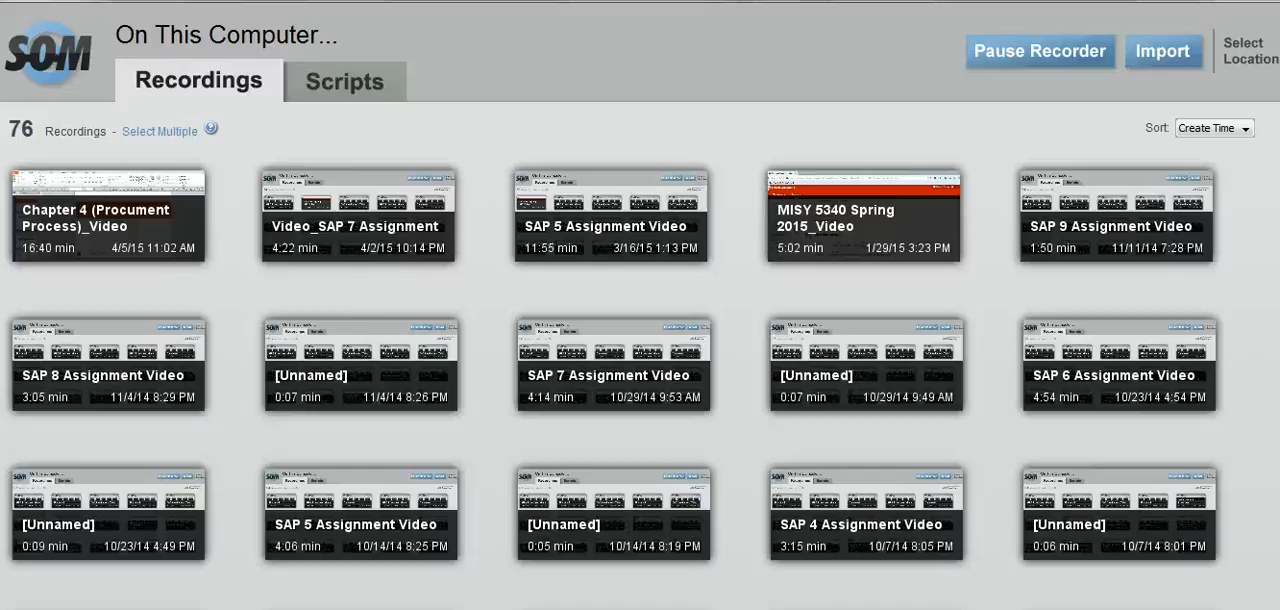 SOM
On This Computer...
Recordings
Scripts
Pause Recorder
Import
Select
Location
76 Recordings - Select Multiple
Sort: Create Time
Chapter 4 (Procument
Process)_Video
16:40 min 4/5/15 11:02 AM
Video_SAP 7 Assignment
4:22 min 4/2/15 10:14 PM
SAP 5 Assignment Video
11:55 min 3/16/15 1:13 PM
MISY 5340 Spring
2015_Video
5:02 min 1/29/15 3:23 PM
SAP 9 Assignment Video
1:50 min 11/11/14 7:28 PM
SAP 8 Assignment Video
3:05 min 11/4/14 8:29 PM
[Unnamed]
0:07 min 11/4/14 8:26 PM
SAP 7 Assignment Video
4:14 min 10/29/14 9:53 AM
[Unnamed]
0:07 min 10/29/14 9:49 AM
SAP 6 Assignment Video
4:54 min 10/23/14 4:54 PM
[Unnamed]
0:09 min 10/23/14 4:49 PM
SAP 5 Assignment Video
4:06 min 10/14/14 8:25 PM
[Unnamed]
0:05 min 10/14/14 8:19 PM
SAP 4 Assignment Video
3:15 min 10/7/14 8:05 PM
[Unnamed]
0:06 min 10/7/14 8:01 PM